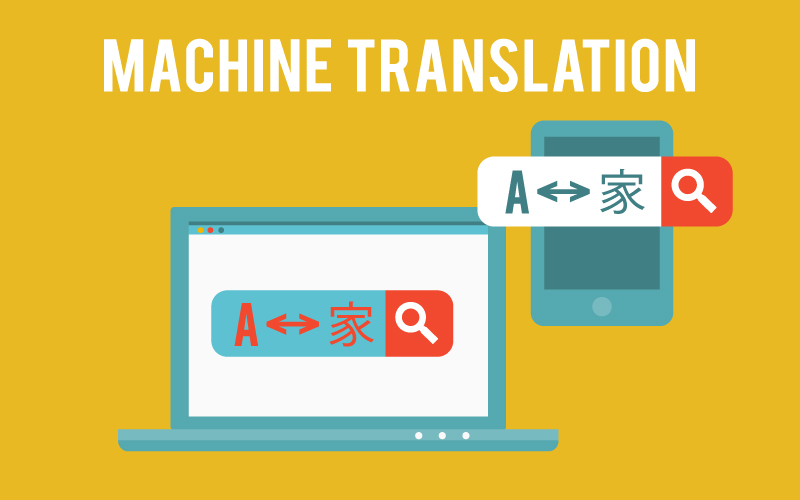 MACHINE TRANSLATION
A ↔ 家
A ↔ 家